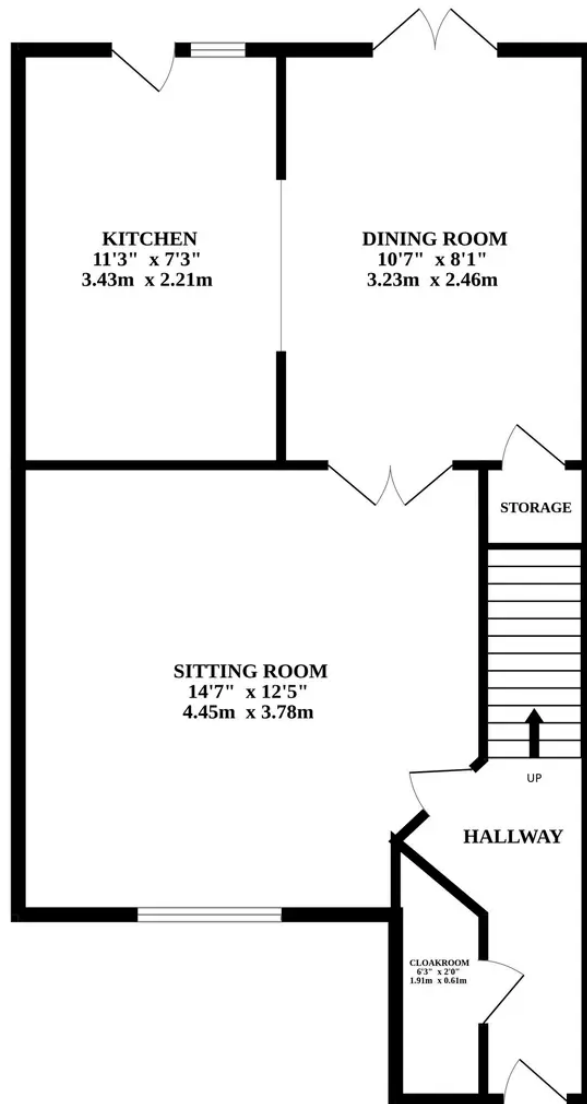 KITCHEN
11'3" x 7'3"
3.43m x 2.21m
DINING ROOM
10'7" x 8'1"
3.23m x 2.46m
STORAGE
SITTING ROOM
14'7" x 12'5"
4.45m x 3.78m
UP
HALLWAY
CLOAKROOM
6'3" x 2'0"
1.91m x 0.61m